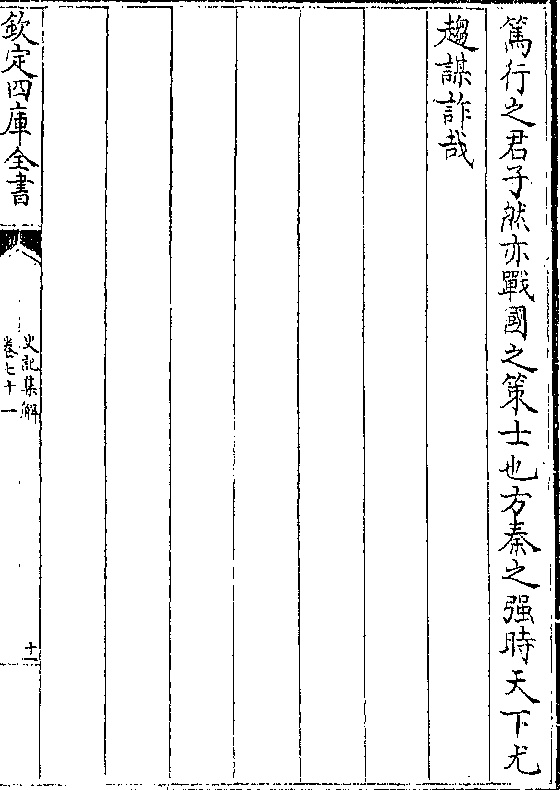 篤行之君子然亦戰國之策士也方秦之强時天下尤
趨謀詐哉
欽定四庫全書
史記集解
卷七十一
十一